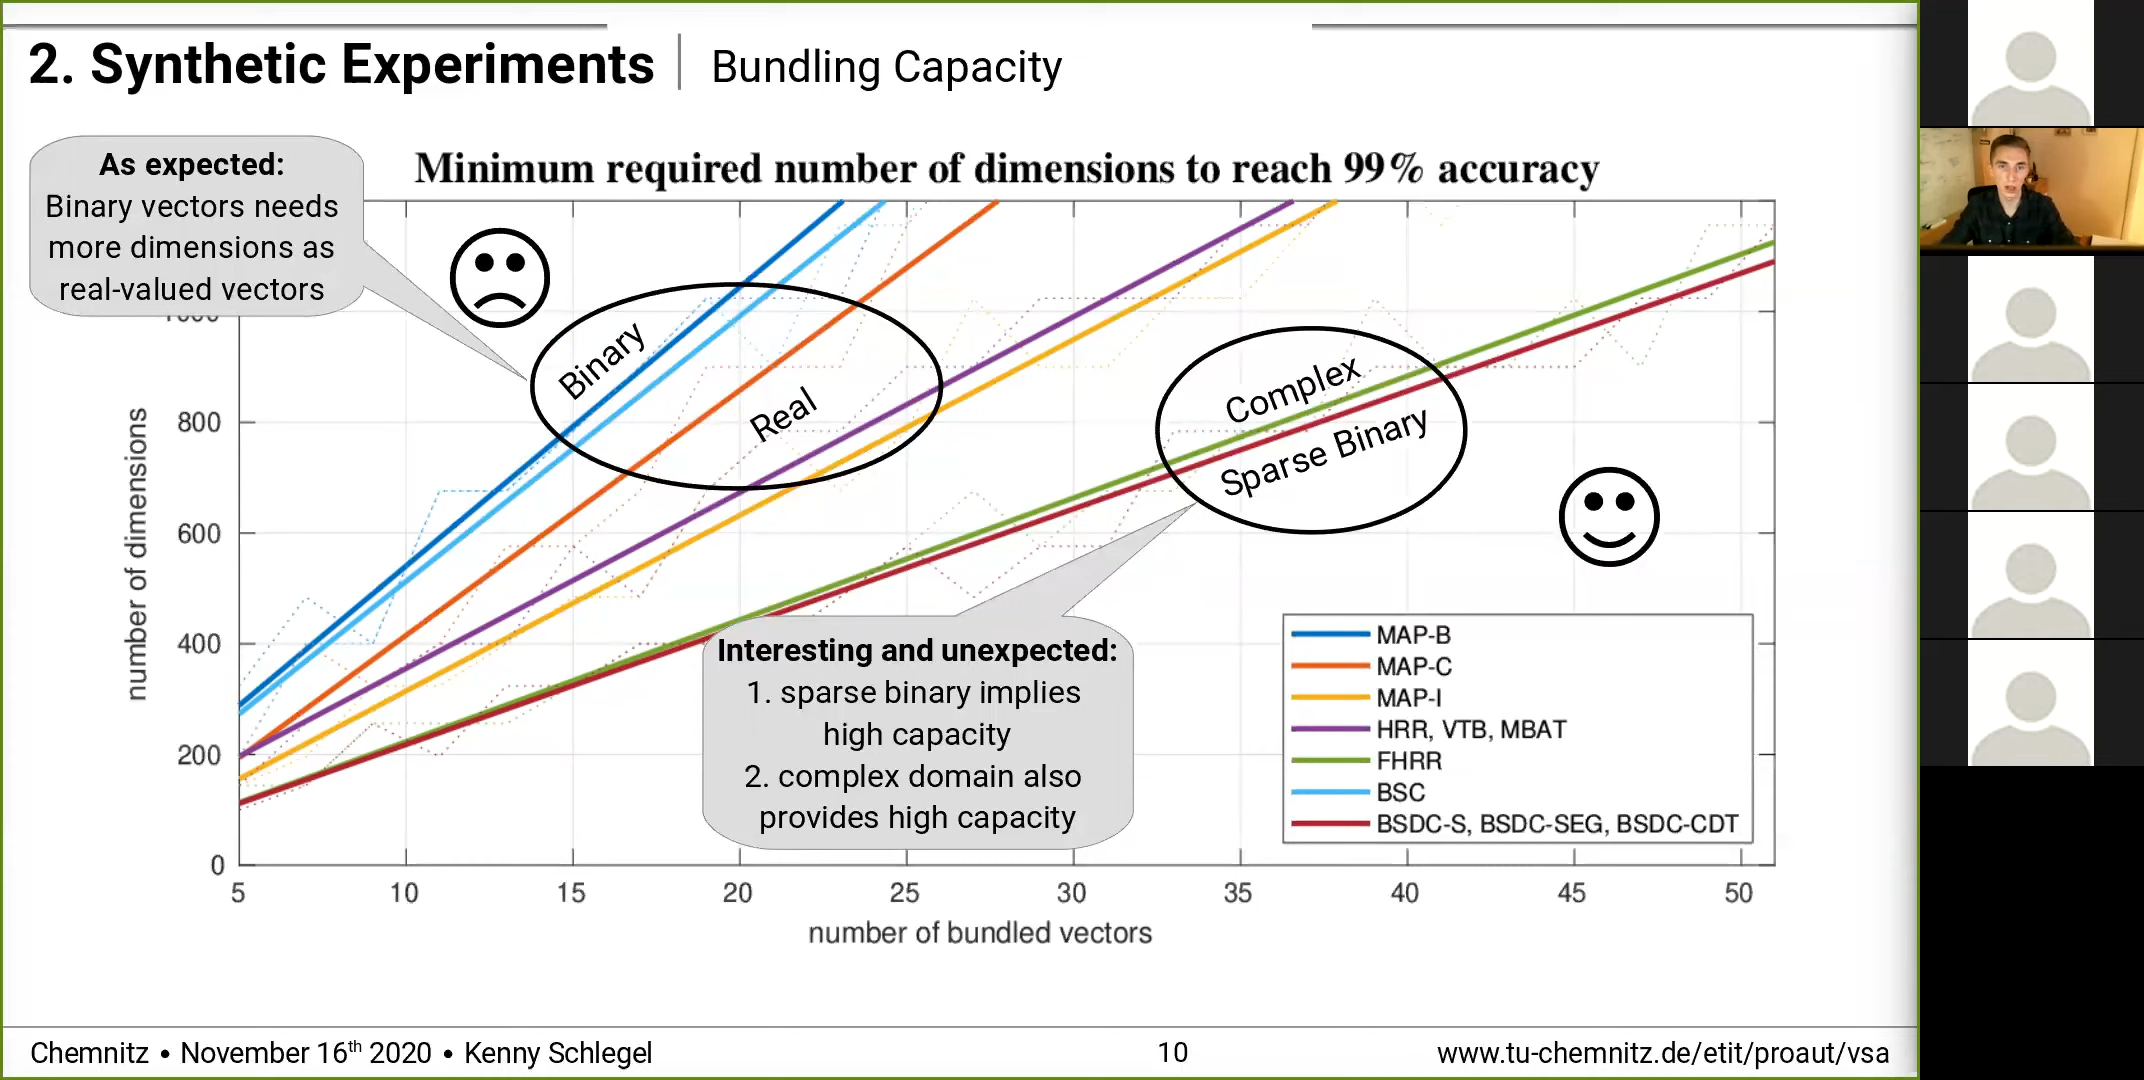 2. Synthetic Experiments
Bundling Capacity
As expected:
Binary vectors needs
more dimensions as
real-valued vectors
Minimum required number of dimensions to reach 99% accuracy
Binary
Real
Complex
Sparse Binary
number of dimensions
1000
800
600
400
200
0
Interesting and unexpected:
1. sparse binary implies
high capacity
2. complex domain also
provides high capacity
MAP-B
MAP-C
MAP-I
HRR, VTB, MBAT
FHRR
BSC
BSDC-S, BSDC-SEG, BSDC-CDT
5 10 15 20 25 30 35 40 45 50
number of bundled vectors
Chemnitz • November 16th 2020 • Kenny Schlegel
10
www.tu-chemnitz.de/etit/proaut/vsa